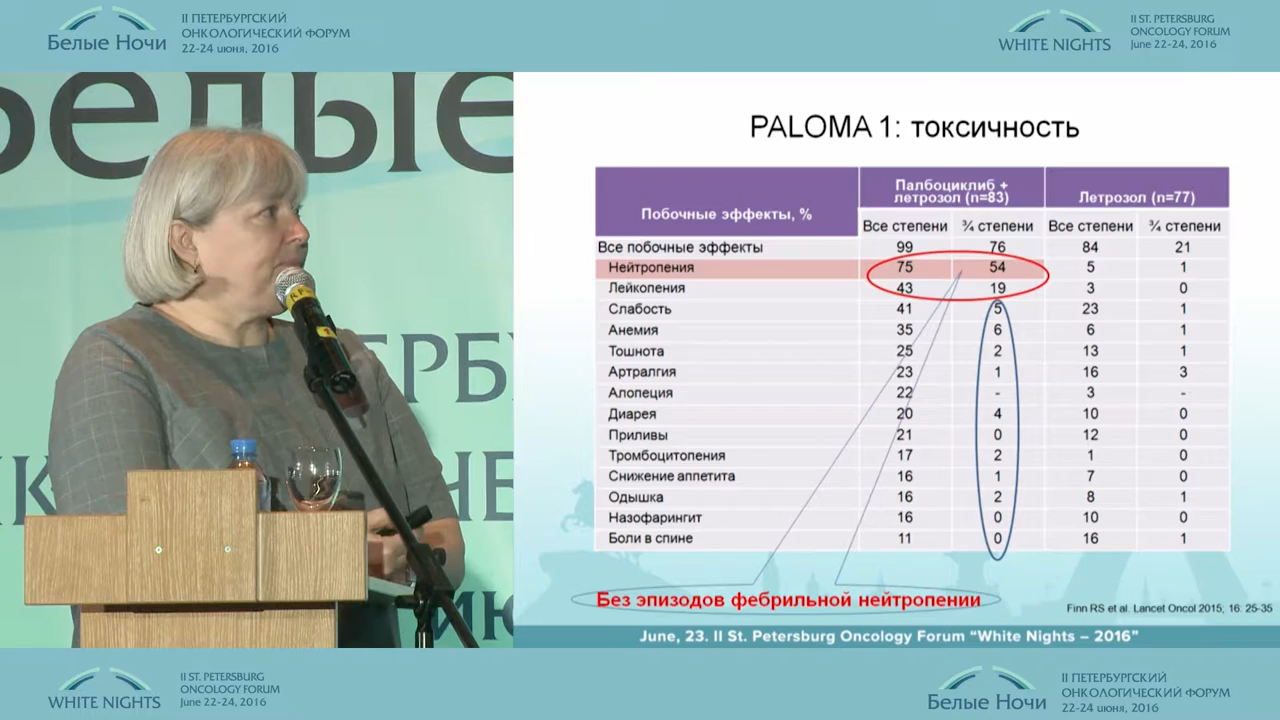 Белые Ночи
II ПЕТЕРБУРГСКИЙ
ОНКОЛОГИЧЕСКИЙ ФОРУМ
22-24 июня, 2016
WHITE NIGHTS
II ST. PETERSBURG
ONCOLOGY FORUM
June 22-24, 2016
PALOMA 1: токсичность
Побочные эффекты, % Палбоциклиб + летрозол (n=83) Летрозол (n=77)
Все степени ¾ степени Все степени ¾ степени
Все побочные эффекты 99 76 84 21
Нейтропения 75 54 5 1
Лейкопения 43 19 3 0
Слабость 41 5 23 1
Анемия 35 6 6 1
Тошнота 25 2 13 1
Артралгия 23 1 16 3
Алопеция 22 - 3 -
Диарея 20 4 10 0
Приливы 21 0 12 0
Тромбоцитопения 17 2 1 0
Снижение аппетита 16 1 7 0
Одышка 16 2 8 1
Назофарингит 16 0 10 0
Боли в спине 11 0 16 1
Без эпизодов фебрильной нейтропении
Finn RS et al. Lancet Oncol 2015; 16: 25-35
June, 23. II St. Petersburg Oncology Forum “White Nights – 2016”
WHITE NIGHTS
II ST. PETERSBURG
ONCOLOGY FORUM
June 22-24, 2016
Белые Ночи
II ПЕТЕРБУРГСКИЙ
ОНКОЛОГИЧЕСКИЙ ФОРУМ
22-24 июня, 2016